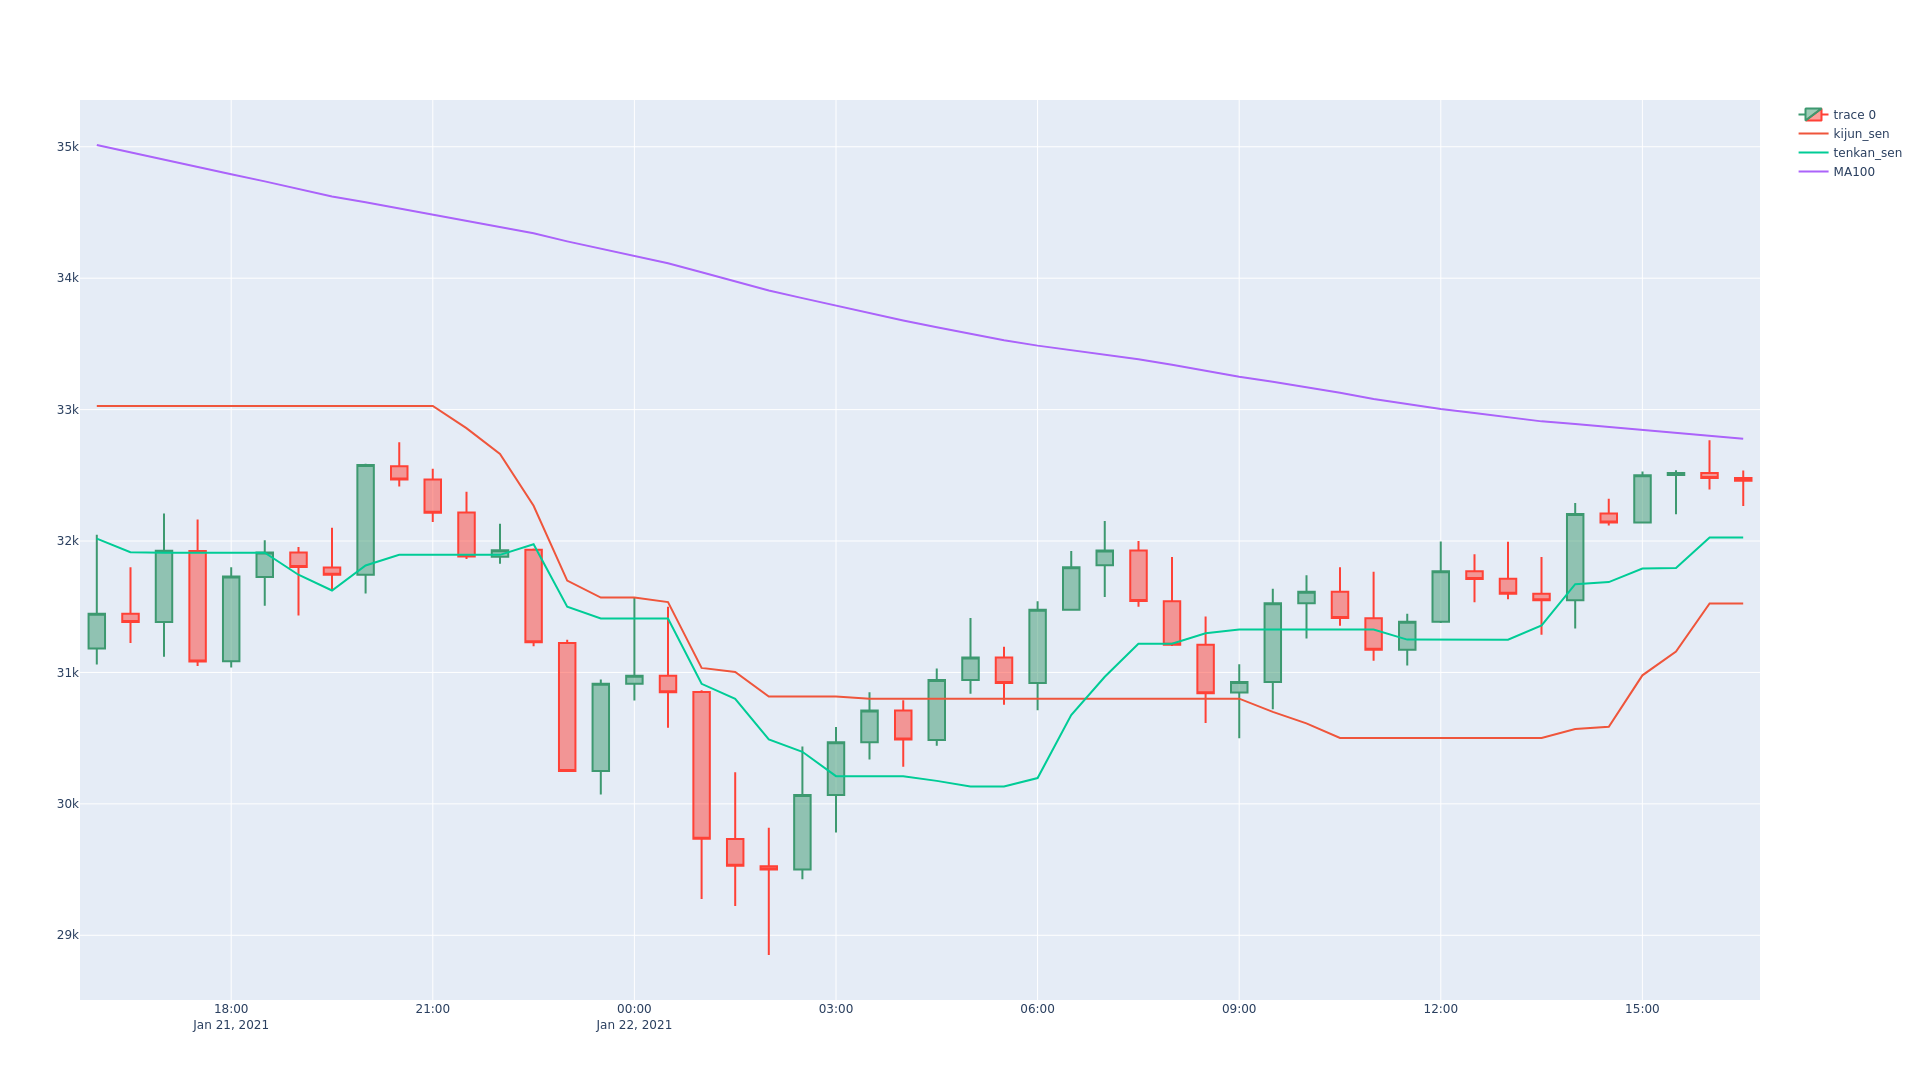 trace 0
kijun_sen
tenkan_sen
MA100
35k
34k
33k
32k
31k
30k
29k
18:00 21:00 00:00 03:00 06:00 09:00 12:00 15:00
Jan 21, 2021 Jan 22, 2021